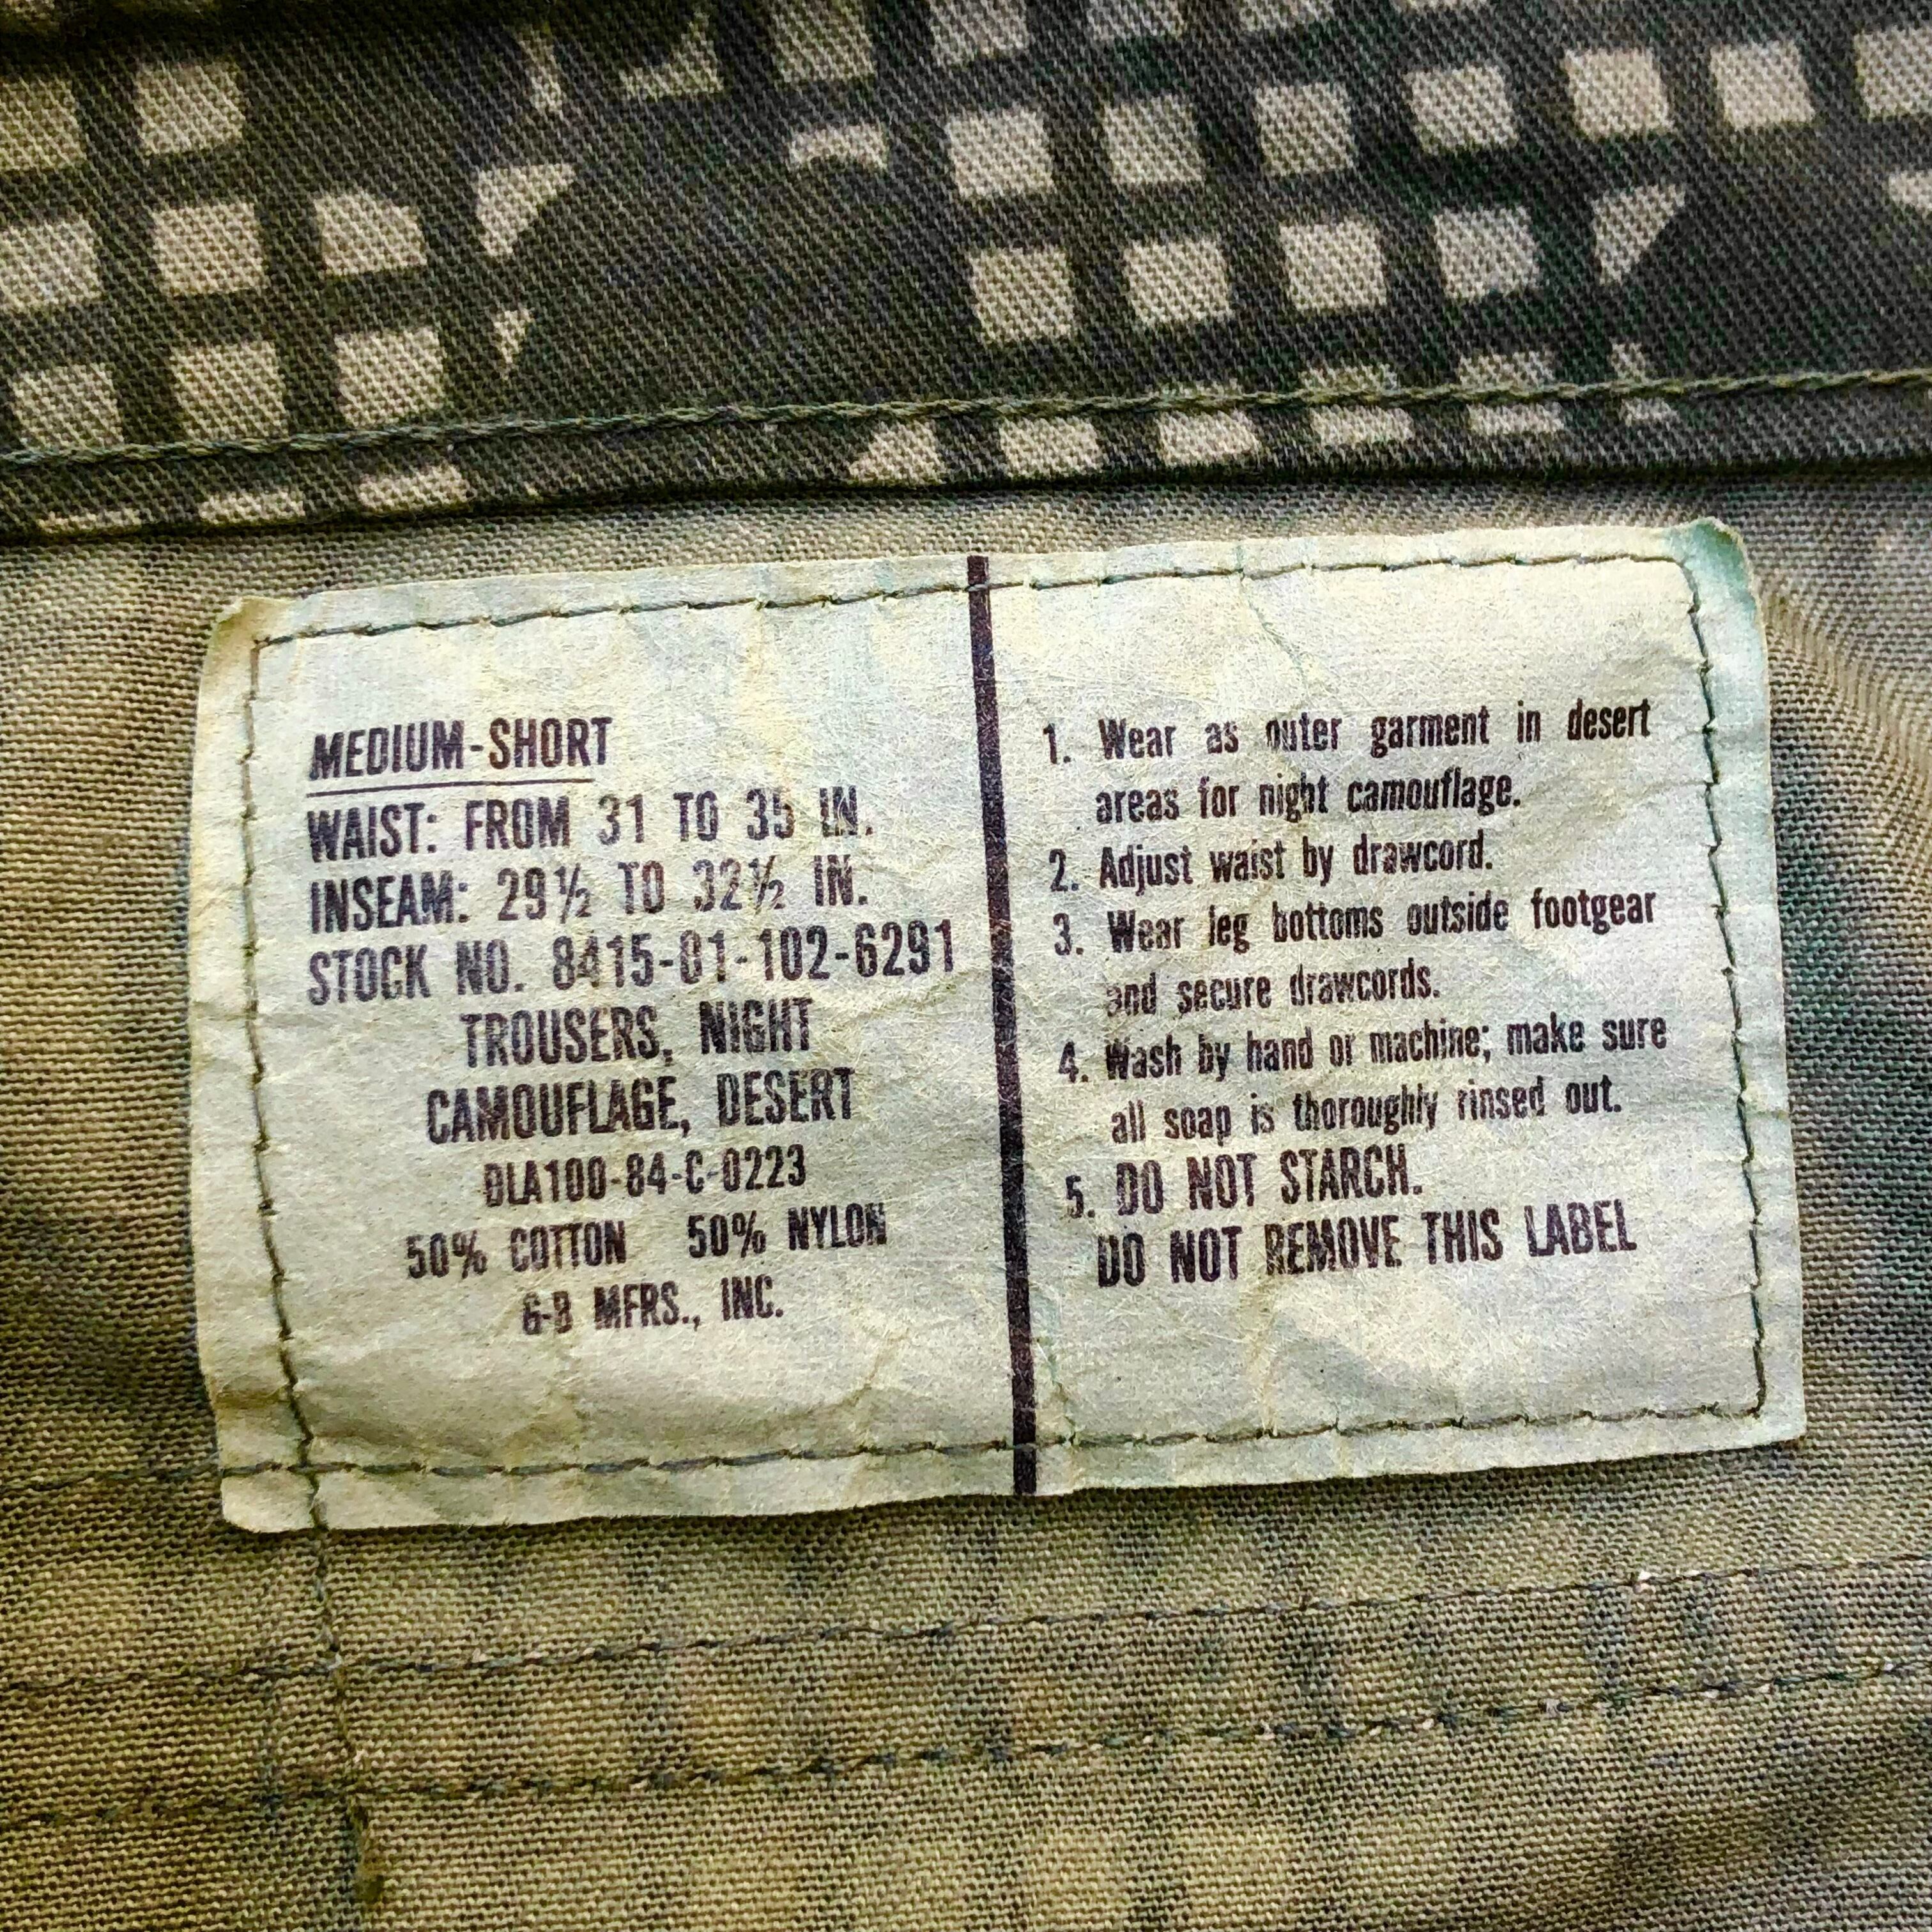 MEDIUM-SHORT
WAIST: FROM 31 TO 35 IN.
INSEAM: 29½ TO 32½ IN.
STOCK NO. 8415-01-102-6291
TROUSERS, NIGHT
CAMOUFLAGE, DESERT
DLA100-84-C-0223
50% COTTON 50% NYLON
G-B MFRS., INC.
1. Wear as outer garment in desert
areas for night camouflage.
2. Adjust waist by drawcord.
3. Wear leg bottoms outside footgear
and secure drawcords.
4. Wash by hand or machine; make sure
all soap is thoroughly rinsed out.
5. DO NOT STARCH.
DO NOT REMOVE THIS LABEL